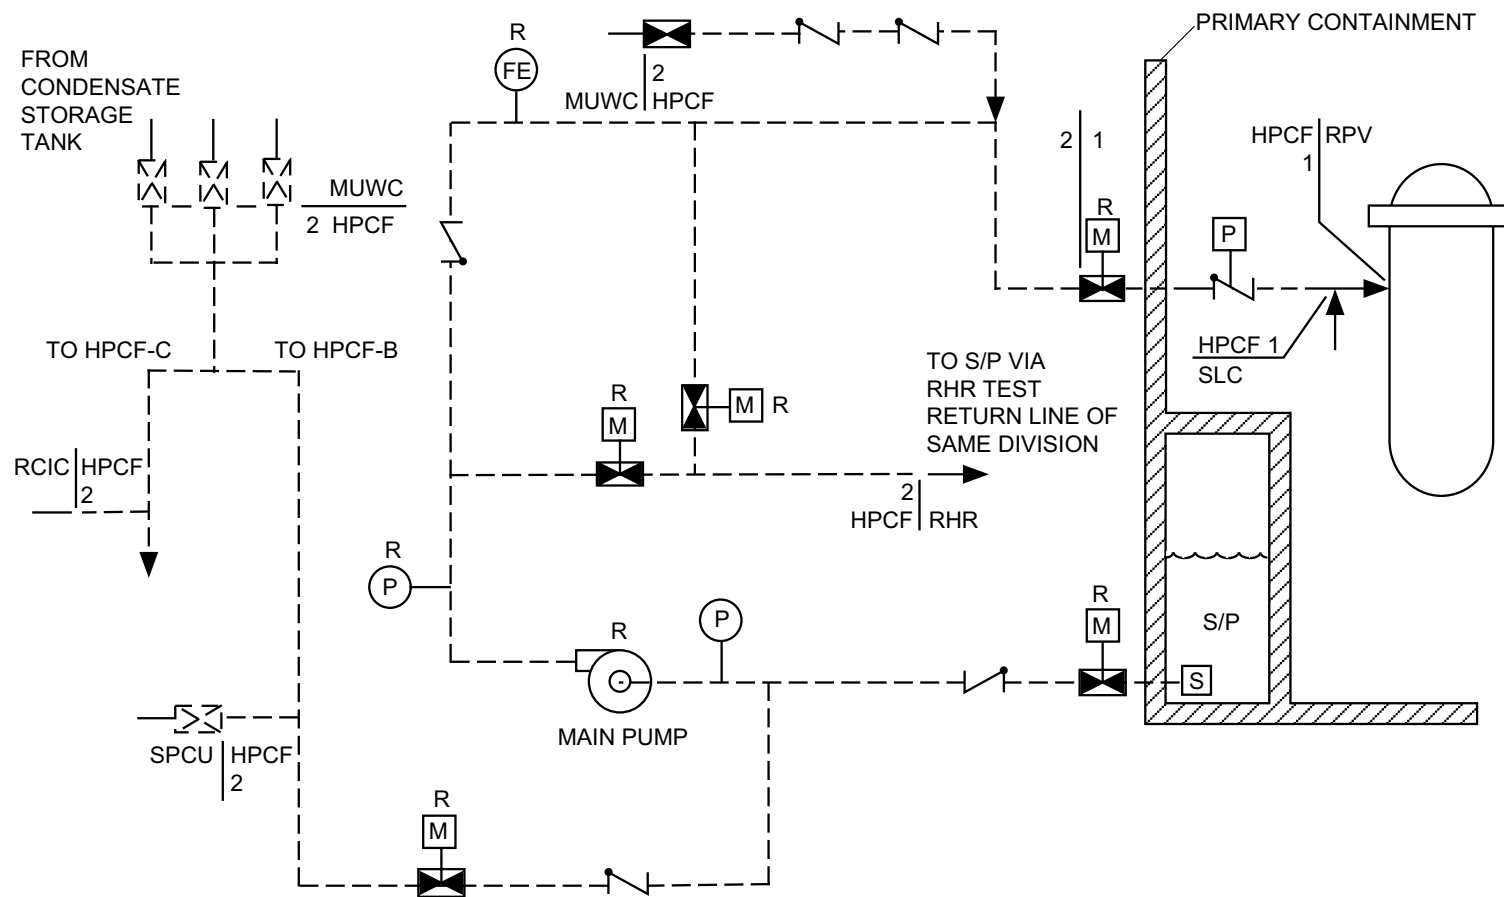 PRIMARY CONTAINMENT
R
FE
2
MUWC HPCF
FROM
CONDENSATE
STORAGE
TANK
MUWC
2 HPCF
2 1
R
M
P
HPCF RPV
1
HPCF 1
SLC
TO HPCF-C
TO HPCF-B
TO S/P VIA
RHR TEST
RETURN LINE OF
SAME DIVISION
R
M
M R
RCIC HPCF
2
2
HPCF RHR
R
P
R
P
MAIN PUMP
R
M
S/P
S
SPCU HPCF
2
R
M